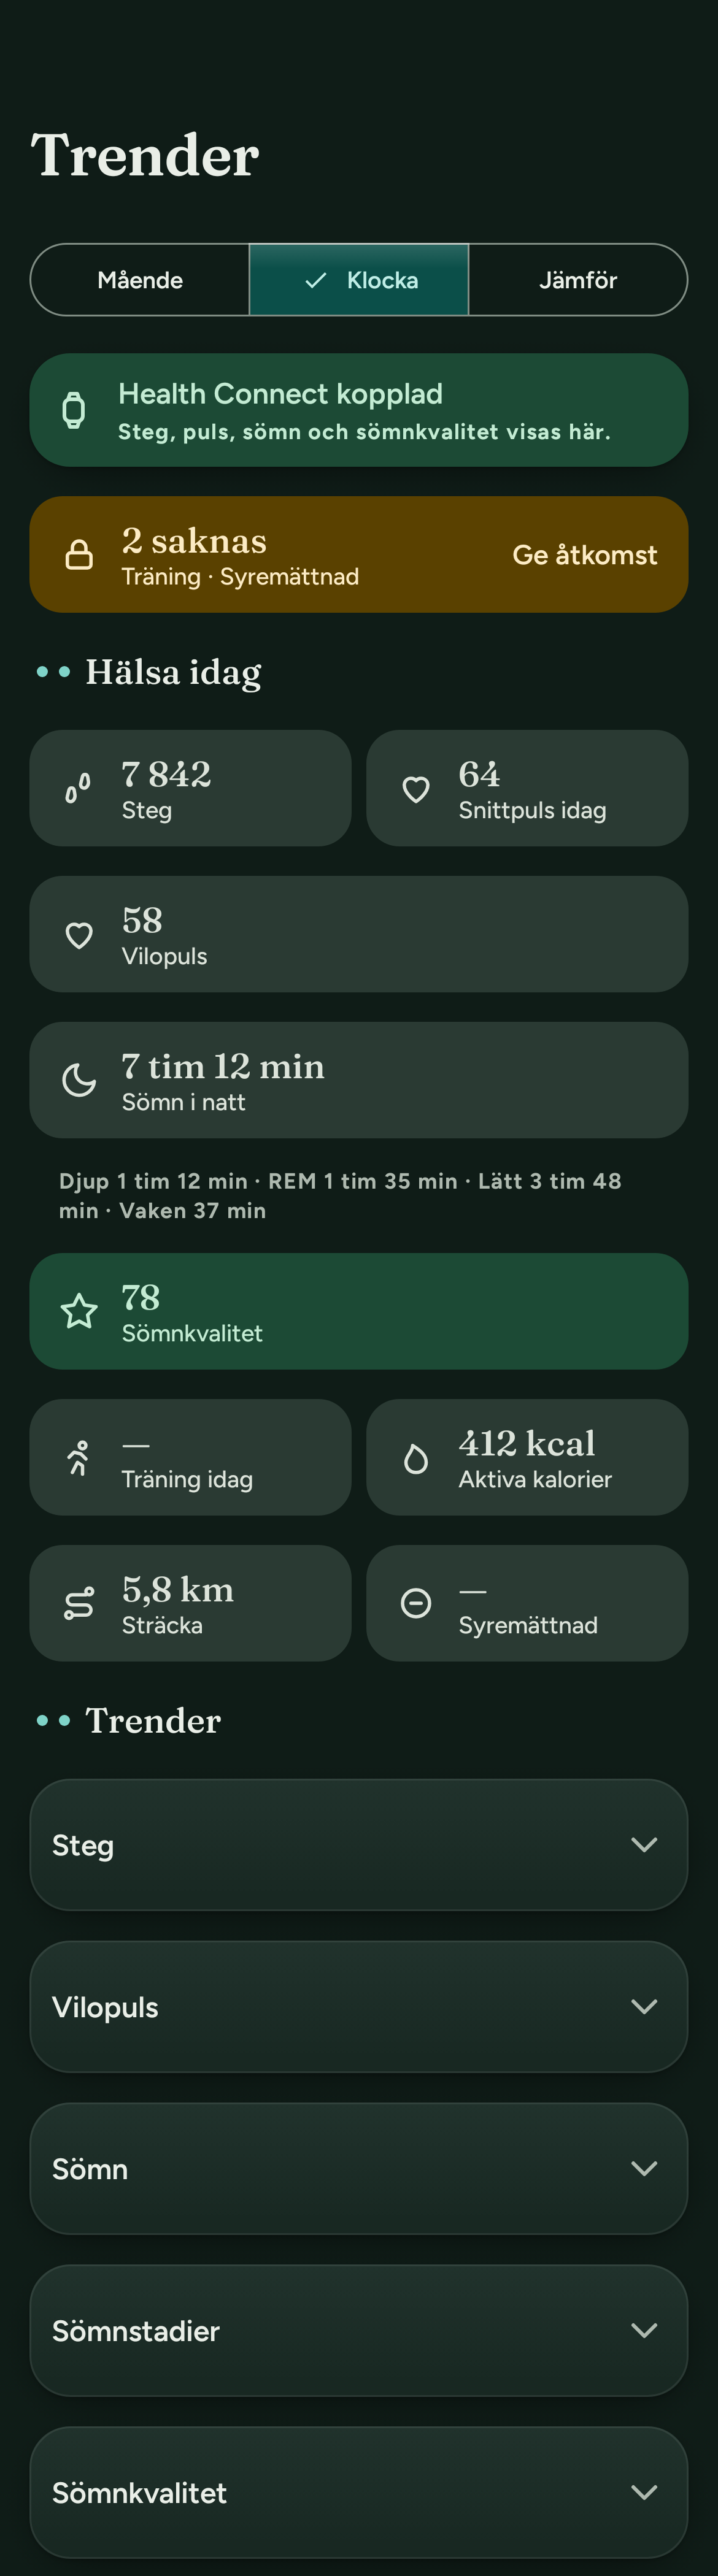 Trender
Mående
Klocka
Jämför
Health Connect kopplad
Steg, puls, sömn och sömnkvalitet visas här.
2 saknas
Träning · Syremättnad
Ge åtkomst
Hälsa idag
7 842
Steg
64
Snittpuls idag
58
Vilopuls
7 tim 12 min
Sömn i natt
Djup 1 tim 12 min · REM 1 tim 35 min · Lätt 3 tim 48
min · Vaken 37 min
78
Sömnkvalitet
—
Träning idag
412 kcal
Aktiva kalorier
5,8 km
Sträcka
—
Syremättnad
Trender
Steg
Vilopuls
Sömn
Sömnstadier
Sömnkvalitet